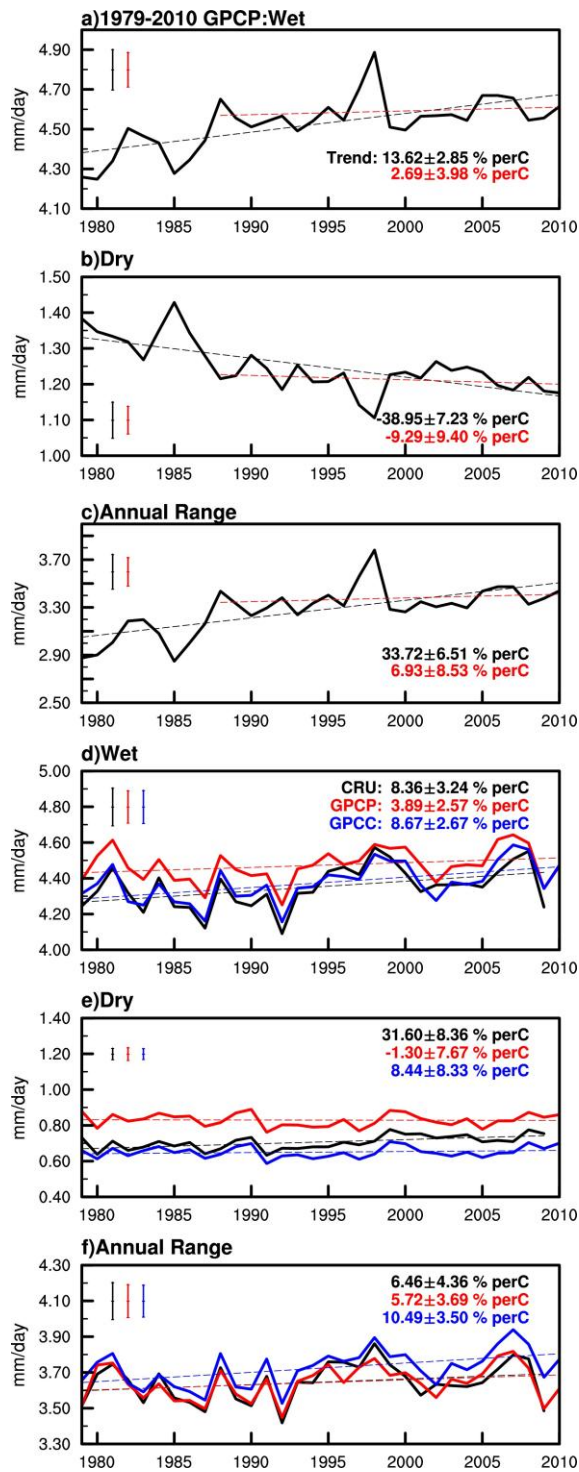 a)1979-2010 GPCP:Wet
4.90
4.70
4.50
4.30
4.10
mm/day
Trend: 13.62±2.85 % perC
2.69±3.98 % perC
1980 1985 1990 1995 2000 2005 2010
b)Dry
1.50
1.40
1.30
1.20
1.10
1.00
mm/day
-38.95±7.23 % perC
-9.29±9.40 % perC
1980 1985 1990 1995 2000 2005 2010
c)Annual Range
3.70
3.30
2.90
2.50
mm/day
33.72±6.51 % perC
6.93±8.53 % perC
1980 1985 1990 1995 2000 2005 2010
d)Wet
5.00
4.80
4.60
4.40
4.20
4.00
mm/day
CRU: 8.36±3.24 % perC
GPCP: 3.89±2.57 % perC
GPCC: 8.67±2.67 % perC
1980 1985 1990 1995 2000 2005 2010
e)Dry
1.40
1.20
1.00
0.80
0.60
0.40
mm/day
31.60±8.36 % perC
-1.30±7.67 % perC
8.44±8.33 % perC
1980 1985 1990 1995 2000 2005 2010
f)Annual Range
4.30
4.10
3.90
3.70
3.50
3.30
mm/day
6.46±4.36 % perC
5.72±3.69 % perC
10.49±3.50 % perC
1980 1985 1990 1995 2000 2005 2010